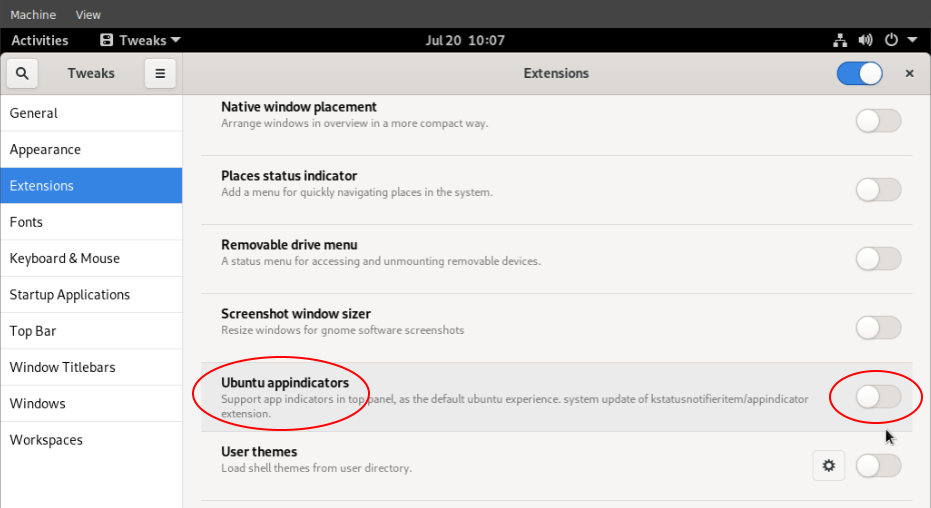 Machine View
Activities Tweaks Jul 20 10:07
Tweaks Extensions
General
Appearance
Extensions
Fonts
Keyboard & Mouse
Startup Applications
Top Bar
Window Titlebars
Windows
Workspaces
Native window placement
Arrange windows in overview in a more compact way.
Places status indicator
Add a menu for quickly navigating places in the system.
Removable drive menu
A status menu for accessing and unmounting removable devices.
Screenshot window sizer
Resize windows for gnome software screenshots
Ubuntu appindicators
Support app indicators in top panel, as the default ubuntu experience. system update of kstatusnotifieritem/appindicator
extension.
User themes
Load shell themes from user directory.